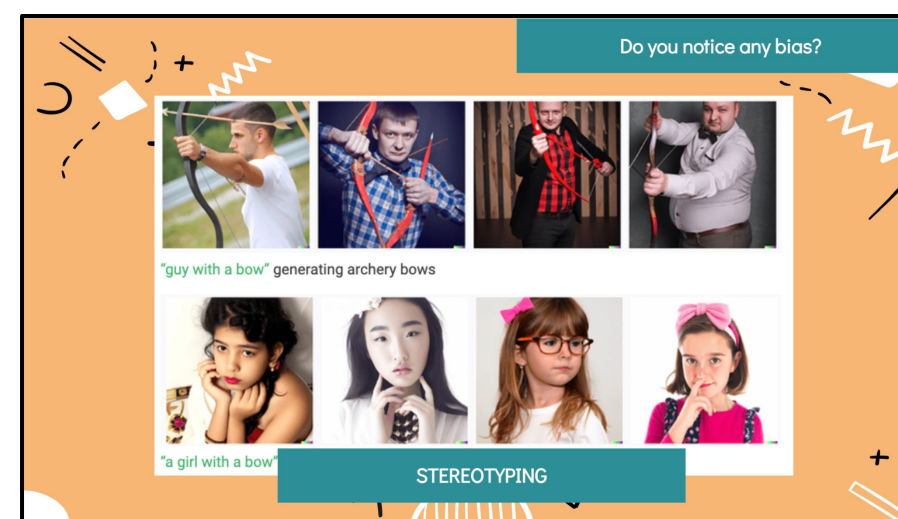 Do you notice any bias?
"guy with a bow" generating archery bows
"a girl with a bow"
STEREOTYPING